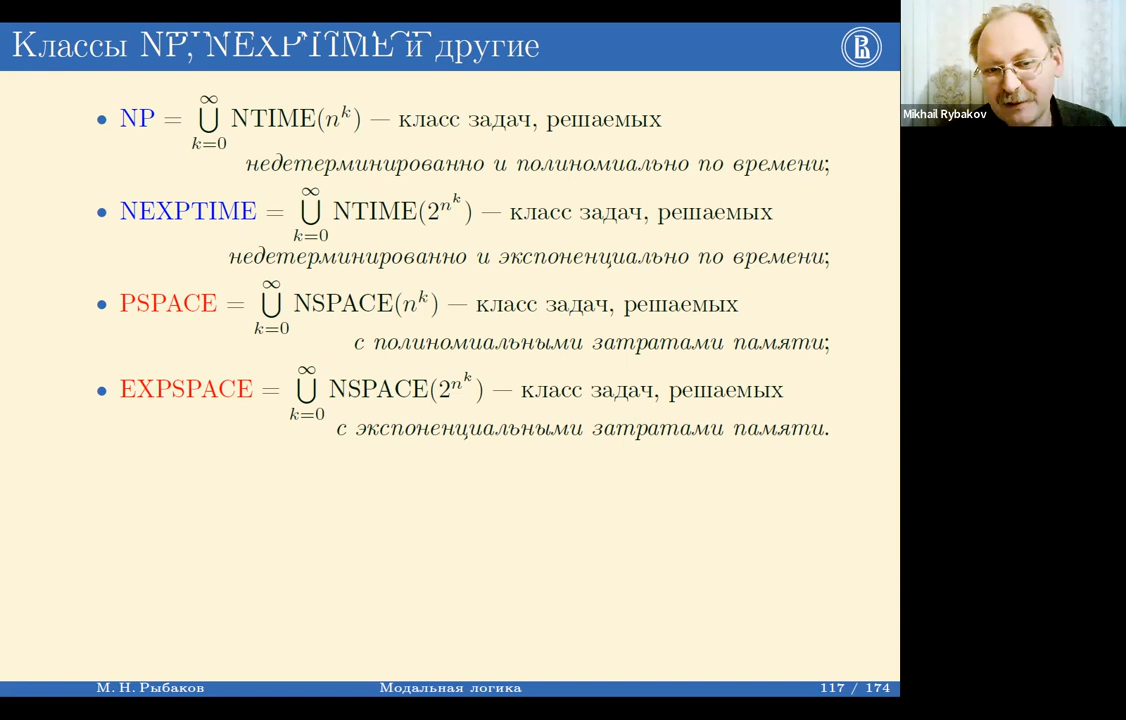 Классы NP, NEXPTIME и другие
Mikhail Rybakov
• NP = ∞⋃k=0 NTIME(n^k) — класс задач, решаемых
недетерминированно и полиномиально по времени;
• NEXPTIME = ∞⋃k=0 NTIME(2^{n^k}) — класс задач, решаемых
недетерминированно и экспоненциально по времени;
• PSPACE = ∞⋃k=0 NSPACE(n^k) — класс задач, решаемых
с полиномиальными затратами памяти;
• EXPSPACE = ∞⋃k=0 NSPACE(2^{n^k}) — класс задач, решаемых
с экспоненциальными затратами памяти.
М. Н. Рыбаков Модальная логика 117 / 174